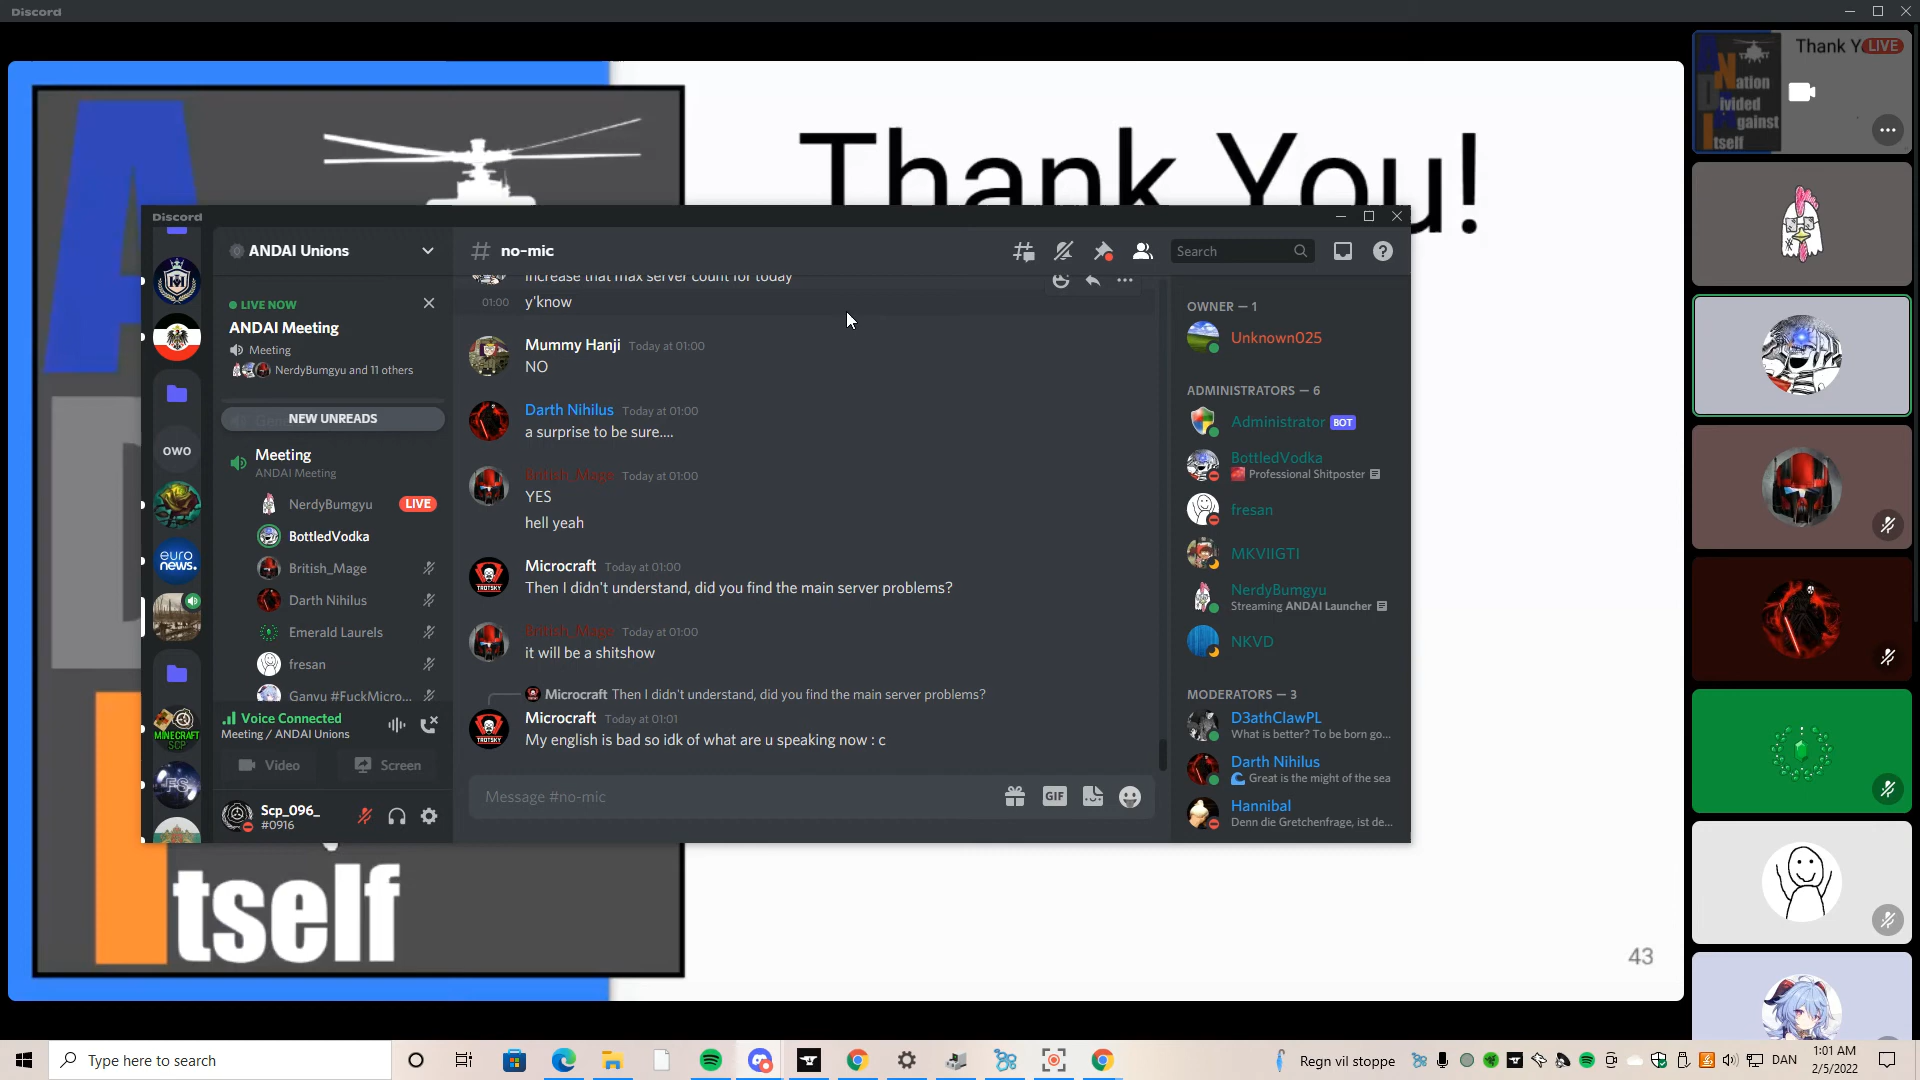 Discord
Thank You!
A
D
I
tself
43
Discord
ANDAI Unions
LIVE NOW
ANDAI Meeting
Meeting
NerdyBumgyu and 11 others
NEW UNREADS
Meeting
ANDAI Meeting
NerdyBumgyu
LIVE
BottledVodka
British_Mage
Darth Nihilus
Emerald Laurels
fresan
Ganyu #FuckMicro...
Voice Connected
Meeting / ANDAI Unions
Video
Screen
Scp_096_
#0916
owo
euro
news.
MINECRAFT
SCP
FS
no-mic
Search
increase that max server count for today
01:00
y'know
Mummy Hanji Today at 01:00
NO
Darth Nihilus Today at 01:00
a surprise to be sure....
British_Mage Today at 01:00
YES
hell yeah
Microcraft Today at 01:00
TROTSKY
Then I didn't understand, did you find the main server problems?
British_Mage Today at 01:00
it will be a shitshow
Microcraft Then I didn't understand, did you find the main server problems?
Microcraft Today at 01:01
TROTSKY
My english is bad so idk of what are u speaking now : c
Message #no-mic
GIF
OWNER — 1
Unknown025
ADMINISTRATORS — 6
Administrator BOT
BottledVodka
Professional Shitposter
fresan
MKVIIGTI
NerdyBumgyu
Streaming ANDAI Launcher
NKVD
MODERATORS — 3
D3athClawPL
What is better? To be born go...
Darth Nihilus
Great is the might of the sea
Hannibal
Denn die Gretchenfrage, ist de...
Thank Y
LIVE
A
Nation
Divided
Against
Itself
Type here to search
Regn vil stoppe
DAN
1:01 AM
2/5/2022